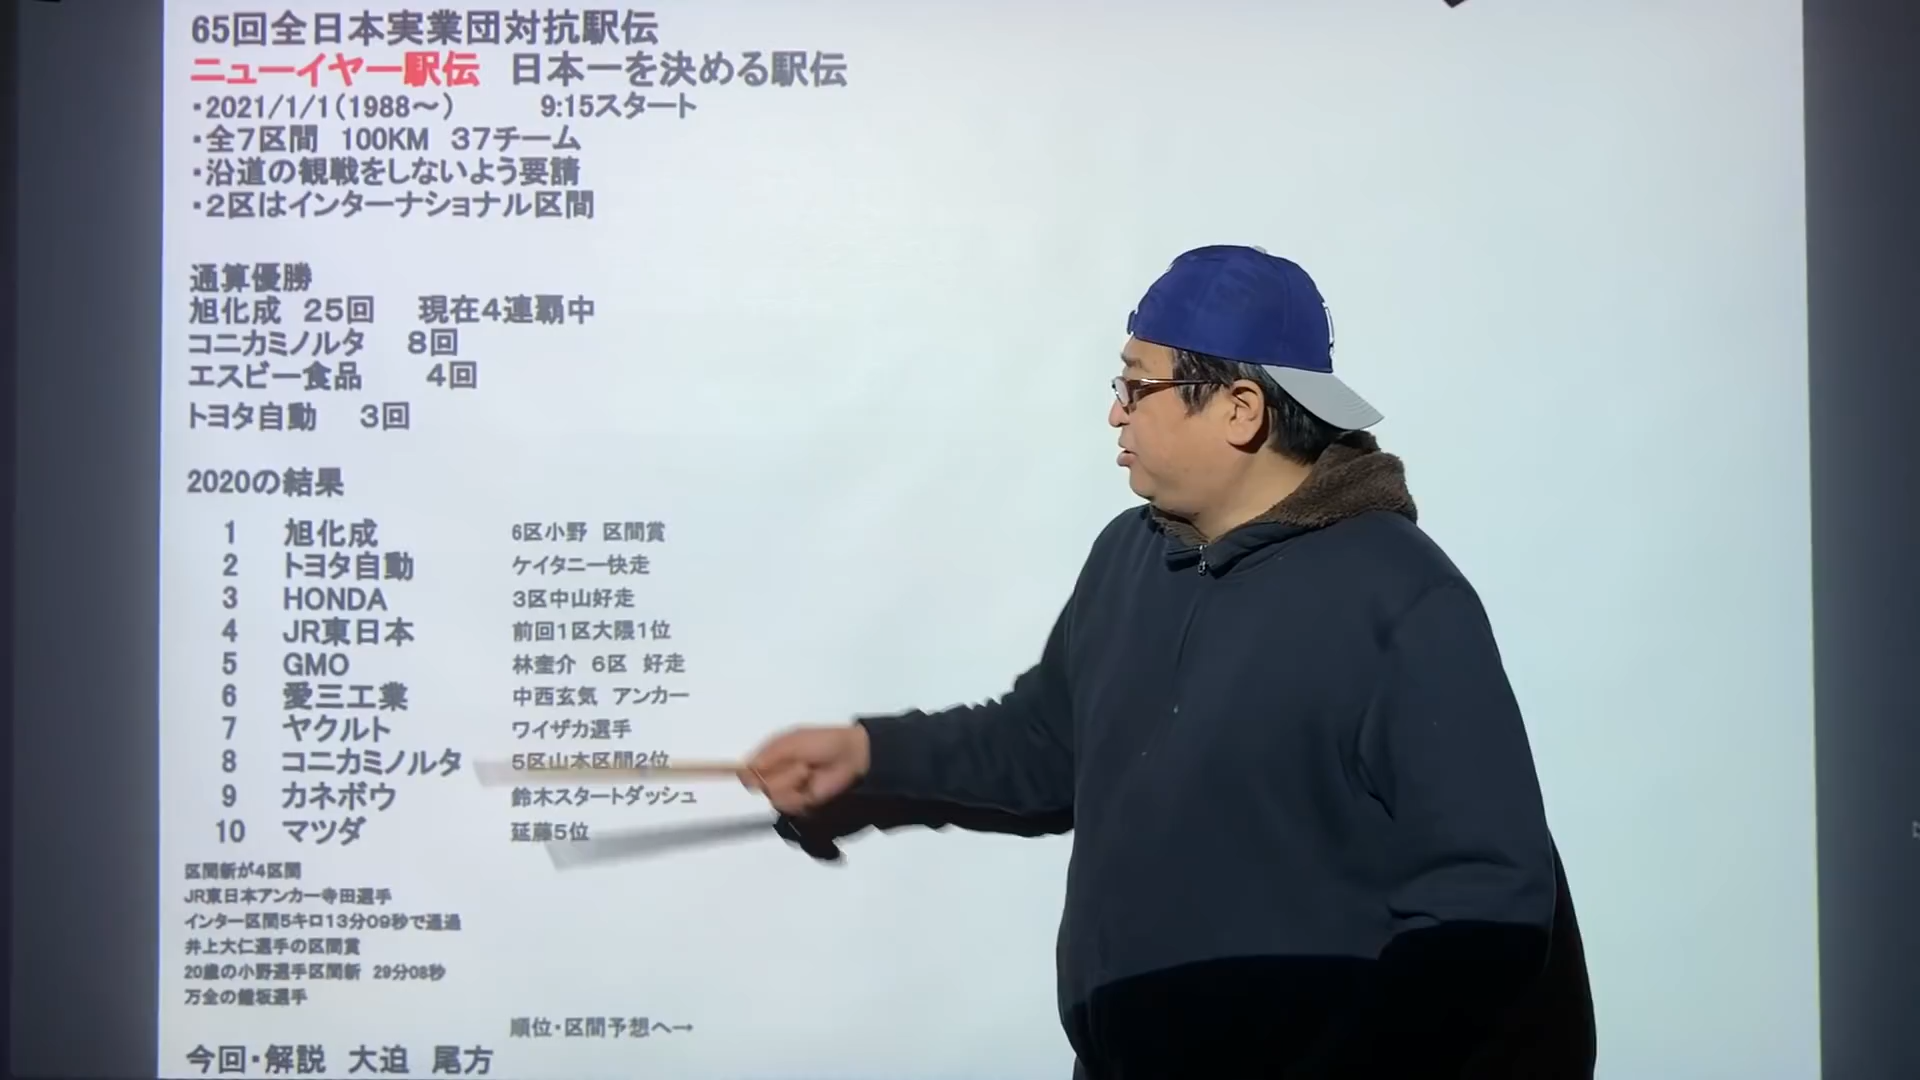 65回全日本実業団対抗駅伝
ニューイヤー駅伝 日本一を決める駅伝
・2021/1/1(1988～) 9:15スタート
・全7区間 100KM 37チーム
・沿道の観戦をしないよう要請
・2区はインターナショナル区間
通算優勝
旭化成 25回 現在4連覇中
コニカミノルタ 8回
エスビー食品 4回
トヨタ自動 3回
2020の結果
1 旭化成 6区小野 区間賞
2 トヨタ自動 ケイタニー快走
3 HONDA 3区中山好走
4 JR東日本 前回1区大隈1位
5 GMO 林奎介 6区 好走
6 愛三工業 中西玄気 アンカー
7 ヤクルト ワイザカ選手
8 コニカミノルタ 5区山本区間2位
9 カネボウ 鈴木スタートダッシュ
10 マツダ 延藤5位
区間新が4区間
JR東日本アンカー寺田選手
インター区間5キロ13分09秒で通過
井上大仁選手の区間賞
20歳の小野選手区間新 29分08秒
万全の鎧坂選手
順位・区間予想へ→
今回・解説 大迫 尾方